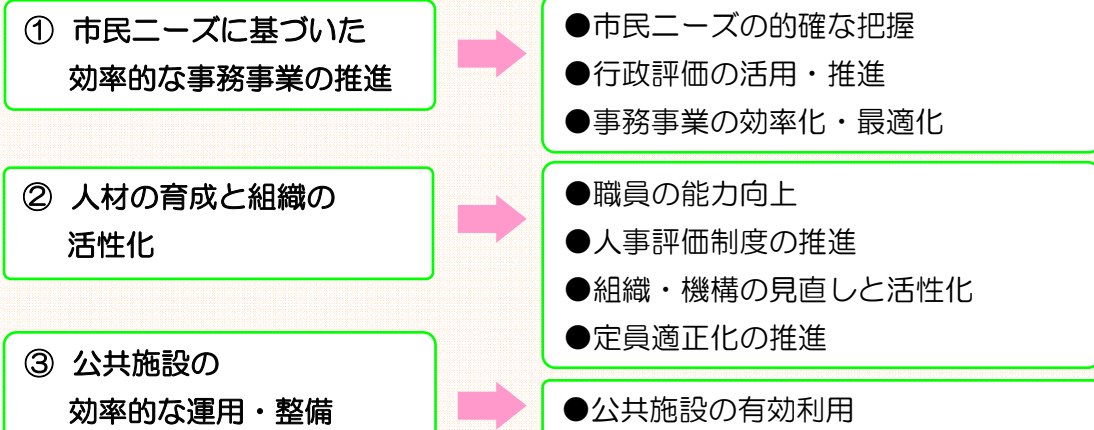 ① 市民ニーズに基づいた
効率的な事務事業の推進
●市民ニーズの的確な把握
●行政評価の活用・推進
●事務事業の効率化・最適化
② 人材の育成と組織の
活性化
●職員の能力向上
●人事評価制度の推進
●組織・機構の見直しと活性化
●定員適正化の推進
③ 公共施設の
効率的な運用・整備
●公共施設の有効利用